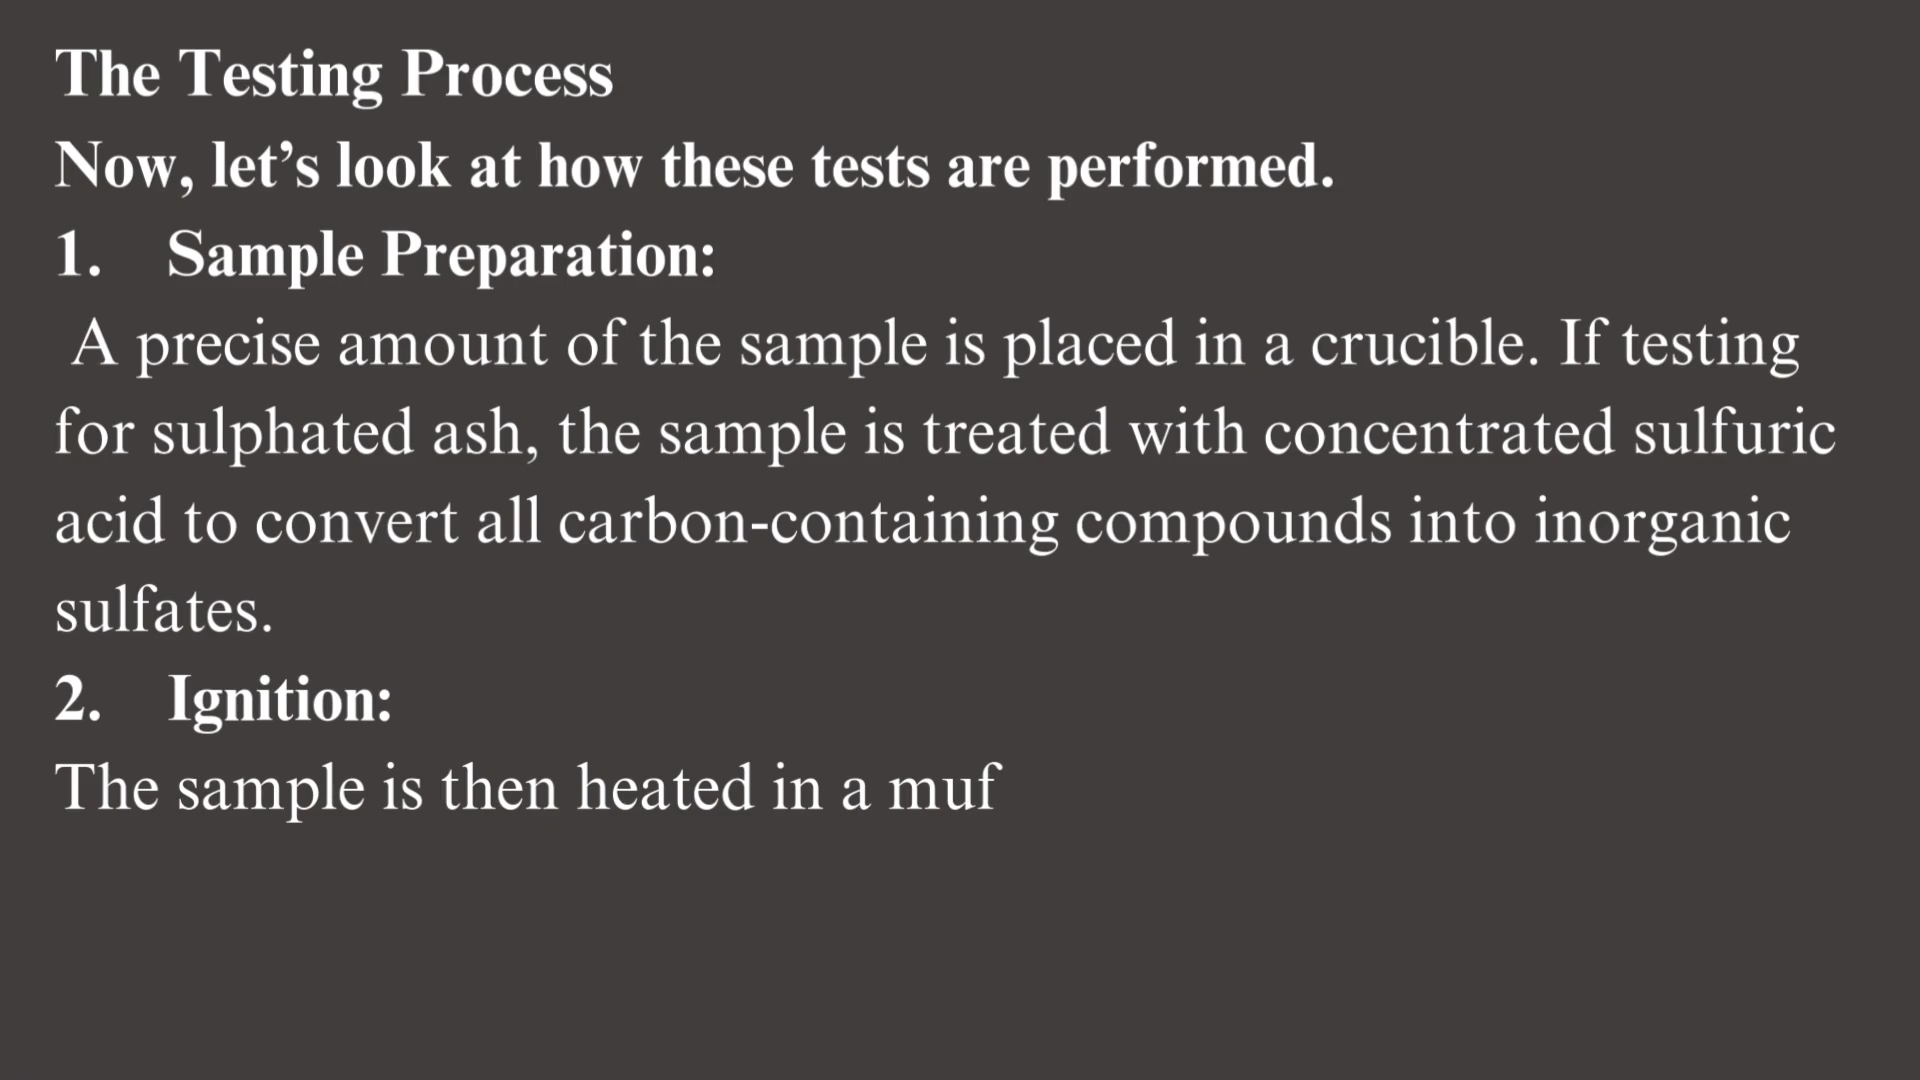 The Testing Process
Now, let’s look at how these tests are performed.
1. Sample Preparation:
A precise amount of the sample is placed in a crucible. If testing
for sulphated ash, the sample is treated with concentrated sulfuric
acid to convert all carbon-containing compounds into inorganic
sulfates.
2. Ignition:
The sample is then heated in a muf